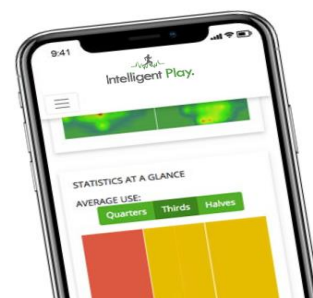 9:41
Intelligent Play.
STATISTICS AT A GLANCE
AVERAGE USE:
Quarters Thirds Halves